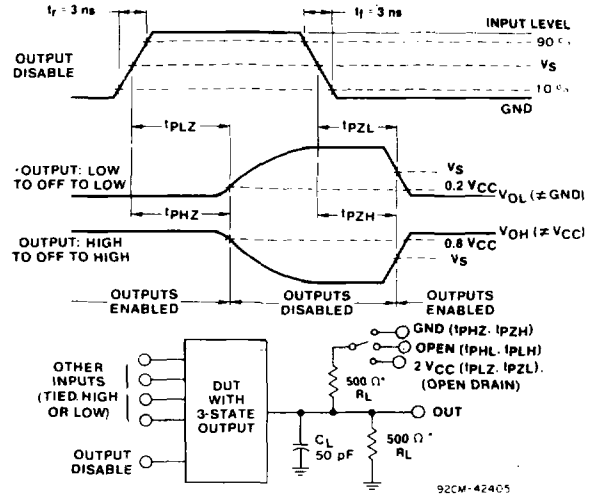 tr = 3 ns
tf = 3 ns
INPUT LEVEL
90%
OUTPUT
DISABLE
VS
10%
GND
tPLZ
tPZL
OUTPUT: LOW
TO OFF TO LOW
VS
0.2 VCC
VOL (≠GND)
tPHZ
tPZH
OUTPUT: HIGH
TO OFF TO
HIGH
VOH (≠VCC)
0.8 VCC
VS
OUTPUTS
ENABLED
OUTPUTS
DISABLED
OUTPUTS
ENABLED
GND (tPHZ. tPZH)
OPEN (tPHL. tPLH)
2 VCC (tPLZ. tPZL).
(OPEN DRAIN)
OTHER
INPUTS
(TIED. HIGH
OR LOW)
DUT
WITH
3-STATE
OUTPUT
500 Ω*
RL
OUT
OUTPUT
DISABLE
CL
50 pF
500 Ω*
RL
92CM-42405